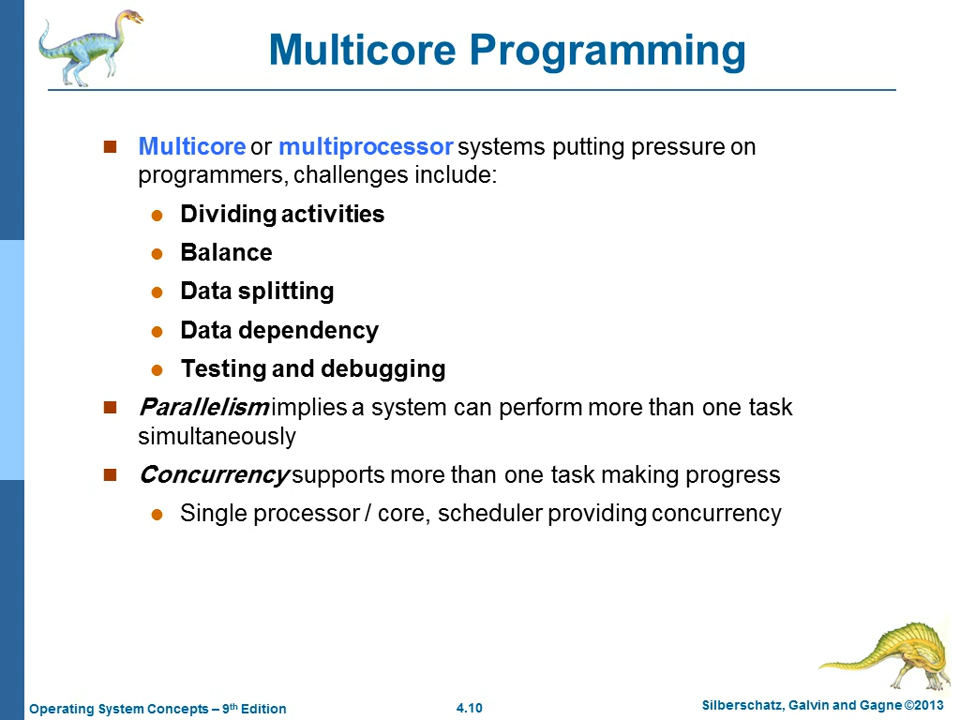 Multicore Programming
Multicore or multiprocessor systems putting pressure on
programmers, challenges include:
Dividing activities
Balance
Data splitting
Data dependency
Testing and debugging
Parallelism implies a system can perform more than one task
simultaneously
Concurrency supports more than one task making progress
Single processor / core, scheduler providing concurrency
Operating System Concepts – 9th Edition
4.10
Silberschatz, Galvin and Gagne ©2013